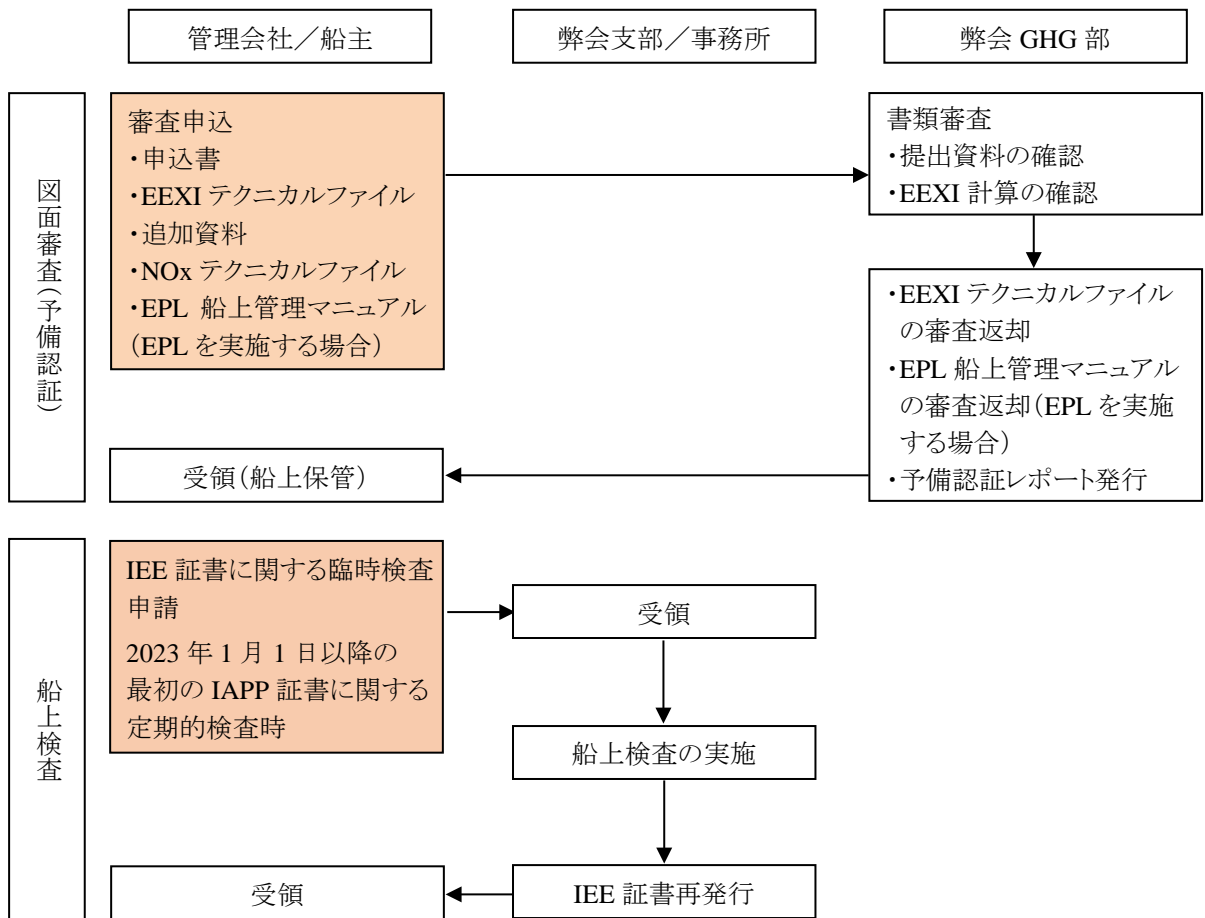 管理会社／船主
弊会支部／事務所
弊会 GHG 部
図面審査(予備認証)
審査申込
・申込書
・EEXI テクニカルファイル
・追加資料
・NOx テクニカルファイル
・EPL 船上管理マニュアル
(EPL を実施する場合)
書類審査
・提出資料の確認
・EEXI 計算の確認
・EEXI テクニカルファイル
の審査返却
・EPL 船上管理マニュアル
の審査返却(EPL を実施
する場合)
・予備認証レポート発行
受領(船上保管)
船上検査
IEE 証書に関する臨時検査
申請
2023 年 1 月 1 日以降の
最初の IAPP 証書に関する
定期的検査時
受領
船上検査の実施
IEE 証書再発行
受領